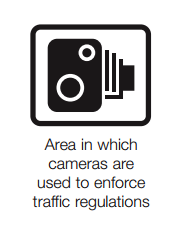 Area in which
cameras are
used to enforce
traffic regulations